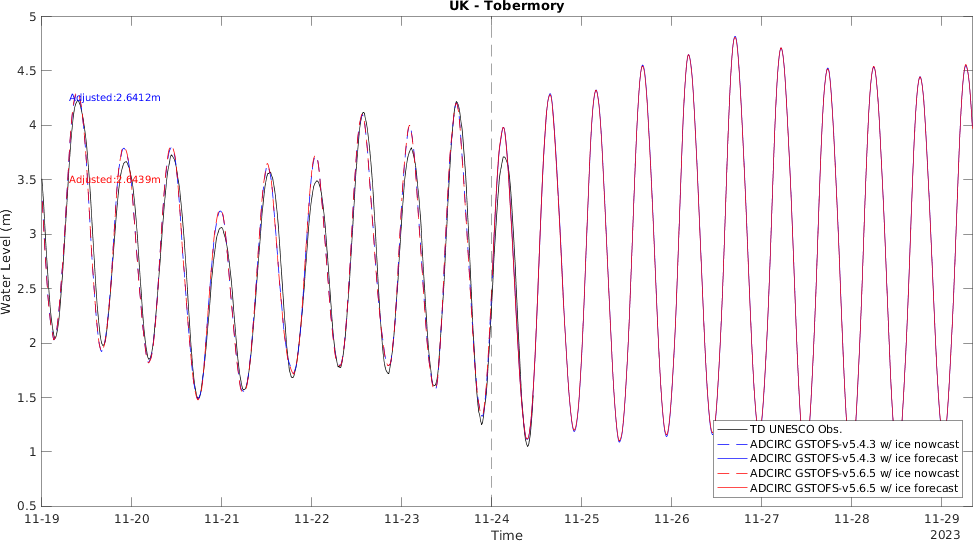 UK - Tobermory
5
4.5
4
3.5
3
2.5
2
1.5
1
0.5
Water Level (m)
Adjusted:2.6412m
Adjusted:2.6439m
TD UNESCO Obs.
ADCIRC GSTOFS-v5.4.3 w/ ice nowcast
ADCIRC GSTOFS-v5.4.3 w/ ice forecast
ADCIRC GSTOFS-v5.6.5 w/ ice nowcast
ADCIRC GSTOFS-v5.6.5 w/ ice forecast
11-19 11-20 11-21 11-22 11-23 11-24 11-25 11-26 11-27 11-28 11-29
Time
2023